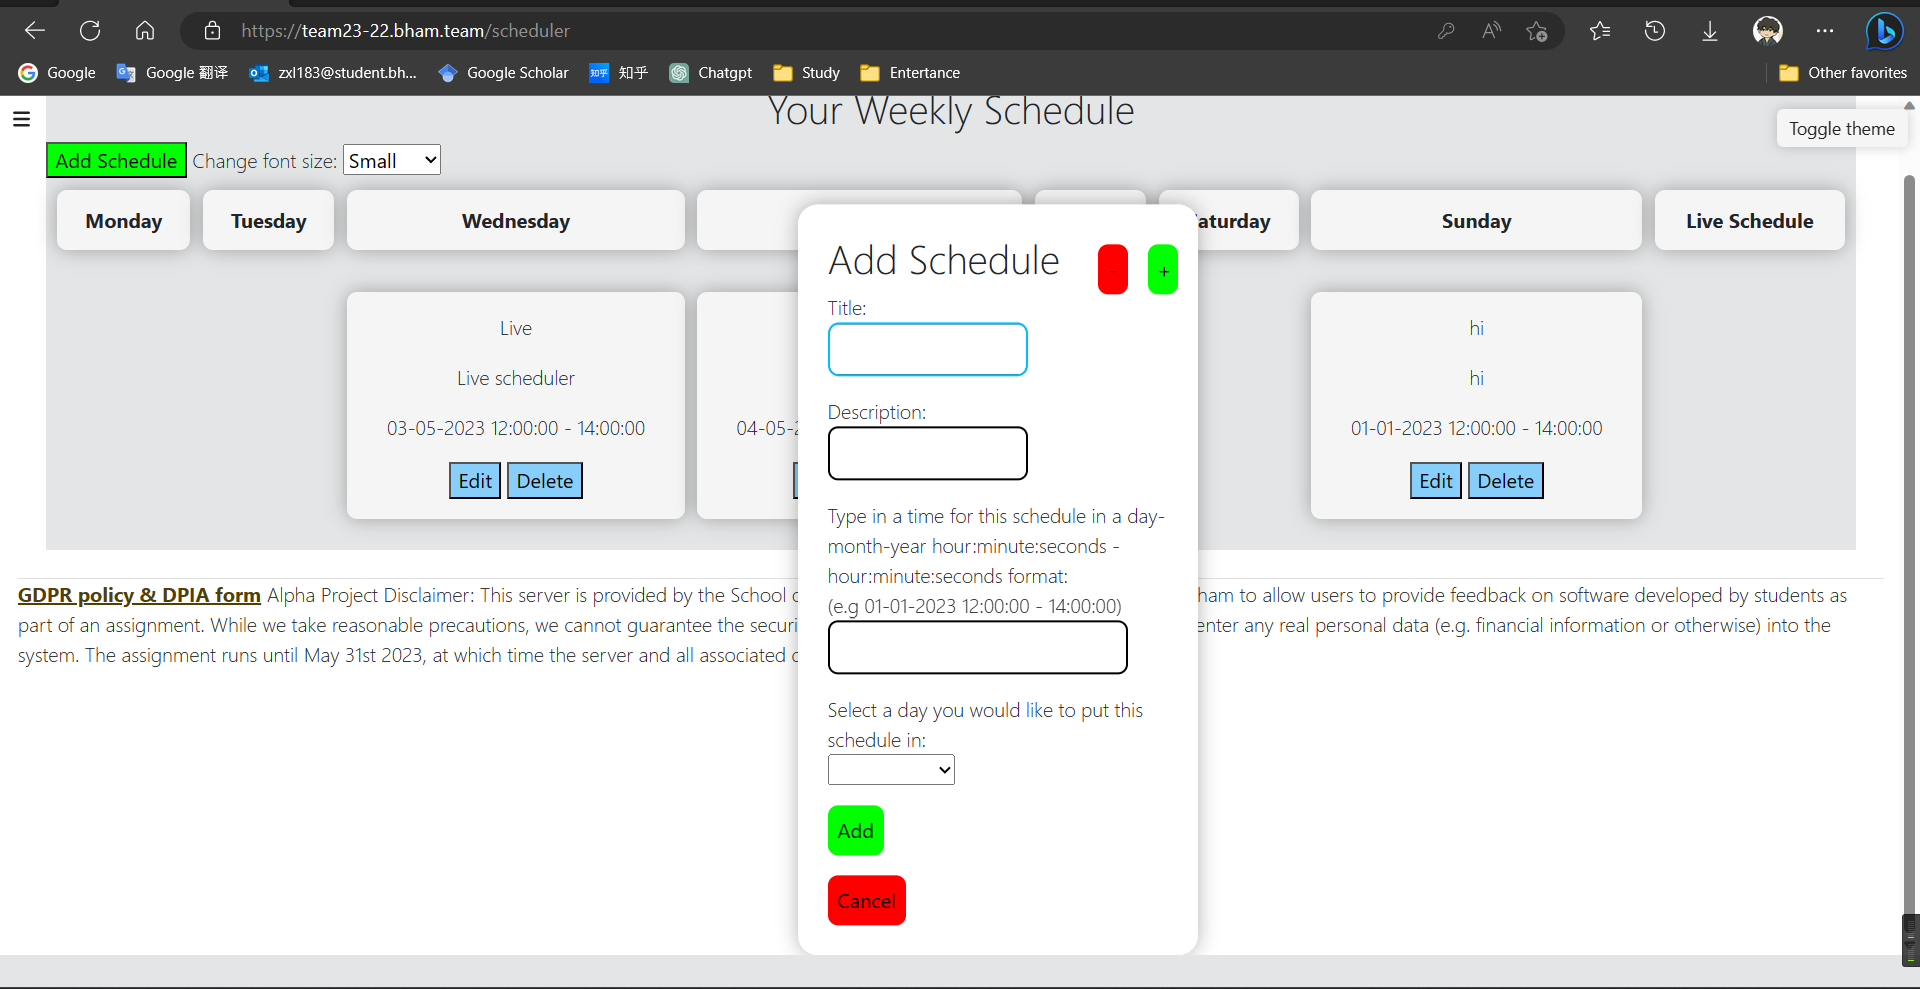 https://team23-22.bham.team/scheduler
Google Google 翻译 zxl183@student.bh... Google Scholar 知乎 知乎 Chatgpt Study Entertance Other favorites
Your Weekly Schedule
Toggle theme
Add Schedule Change font size: Small
Monday Tuesday Wednesday aturday Sunday Live Schedule
Add Schedule - +
Title:
Description:
Type in a time for this schedule in a day-
month-year hour:minute:seconds -
hour:minute:seconds format:
(e.g 01-01-2023 12:00:00 - 14:00:00)
Select a day you would like to put this
schedule in:
Add
Cancel
Live
Live scheduler
03-05-2023 12:00:00 - 14:00:00
Edit Delete
04-05-2
hi
hi
01-01-2023 12:00:00 - 14:00:00
Edit Delete
GDPR policy & DPIA form Alpha Project Disclaimer: This server is provided by the School ham to allow users to provide feedback on software developed by students as
part of an assignment. While we take reasonable precautions, we cannot guarantee the securi enter any real personal data (e.g. financial information or otherwise) into the
system. The assignment runs until May 31st 2023, at which time the server and all associated